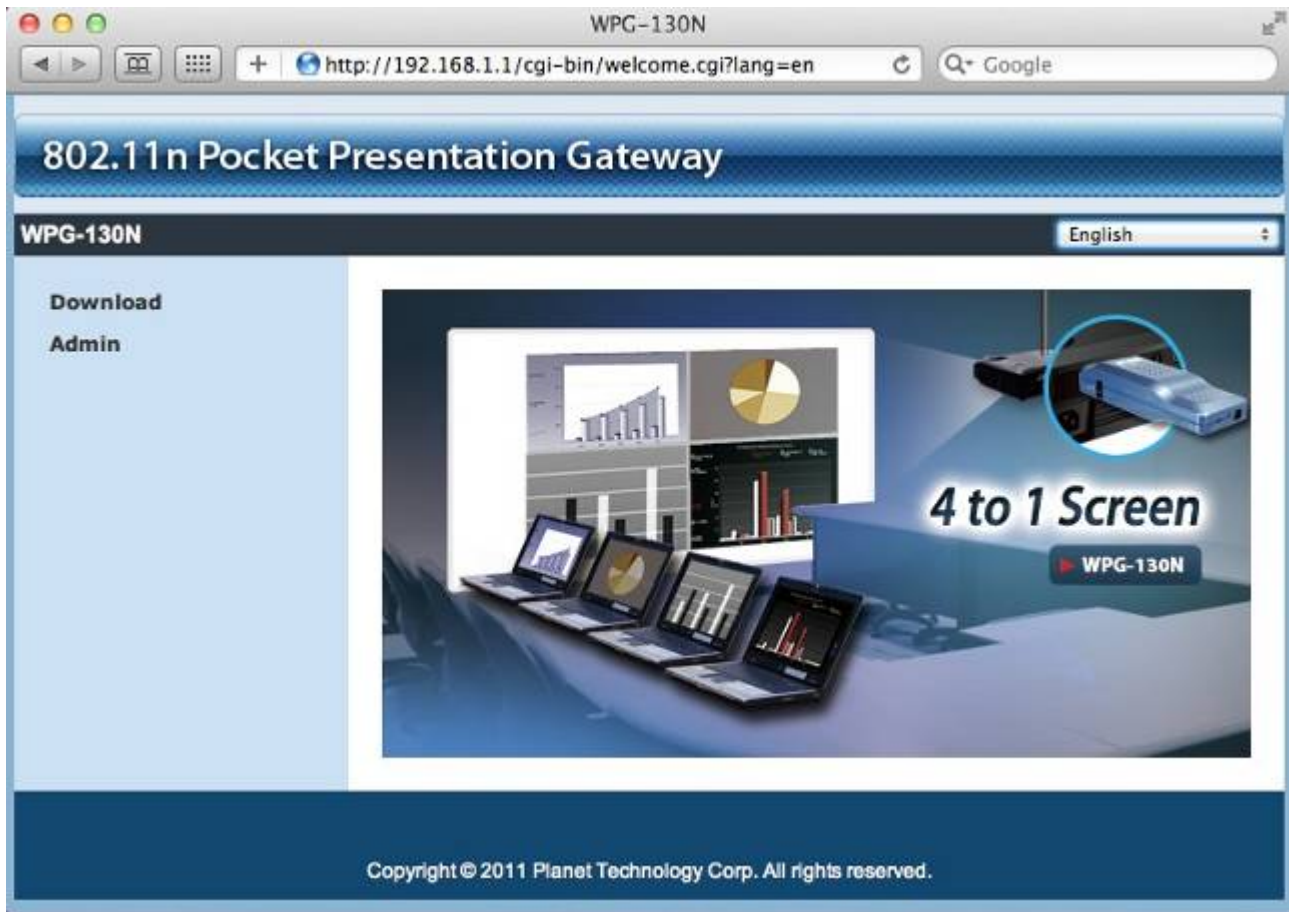 WPG-130N
http://192.168.1.1/cgi-bin/welcome.cgi?lang=en
Google
802.11n Pocket Presentation Gateway
WPG-130N
English
Download
Admin
4 to 1 Screen
WPG-130N
Copyright © 2011 Planet Technology Corp. All rights reserved.